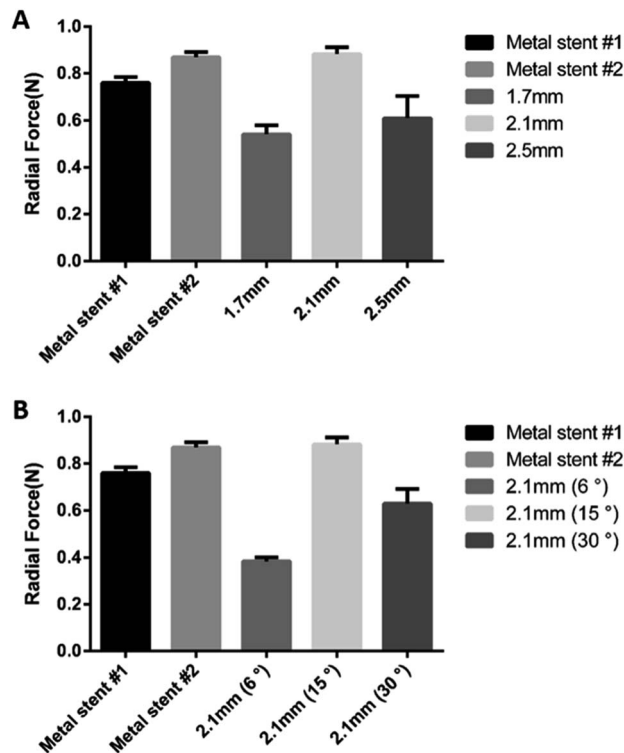 A
Radial Force(N)
1.0
0.8
0.6
0.4
0.2
0.0
Metal stent #1
Metal stent #2
1.7mm
2.1mm
2.5mm
Metal stent #1
Metal stent #2
1.7mm
2.1mm
2.5mm
B
Radial Force(N)
1.0
0.8
0.6
0.4
0.2
0.0
Metal stent #1
Metal stent #2
2.1mm (6 °)
2.1mm (15 °)
2.1mm (30 °)
Metal stent #1
Metal stent #2
2.1mm (6 °)
2.1mm (15 °)
2.1mm (30 °)